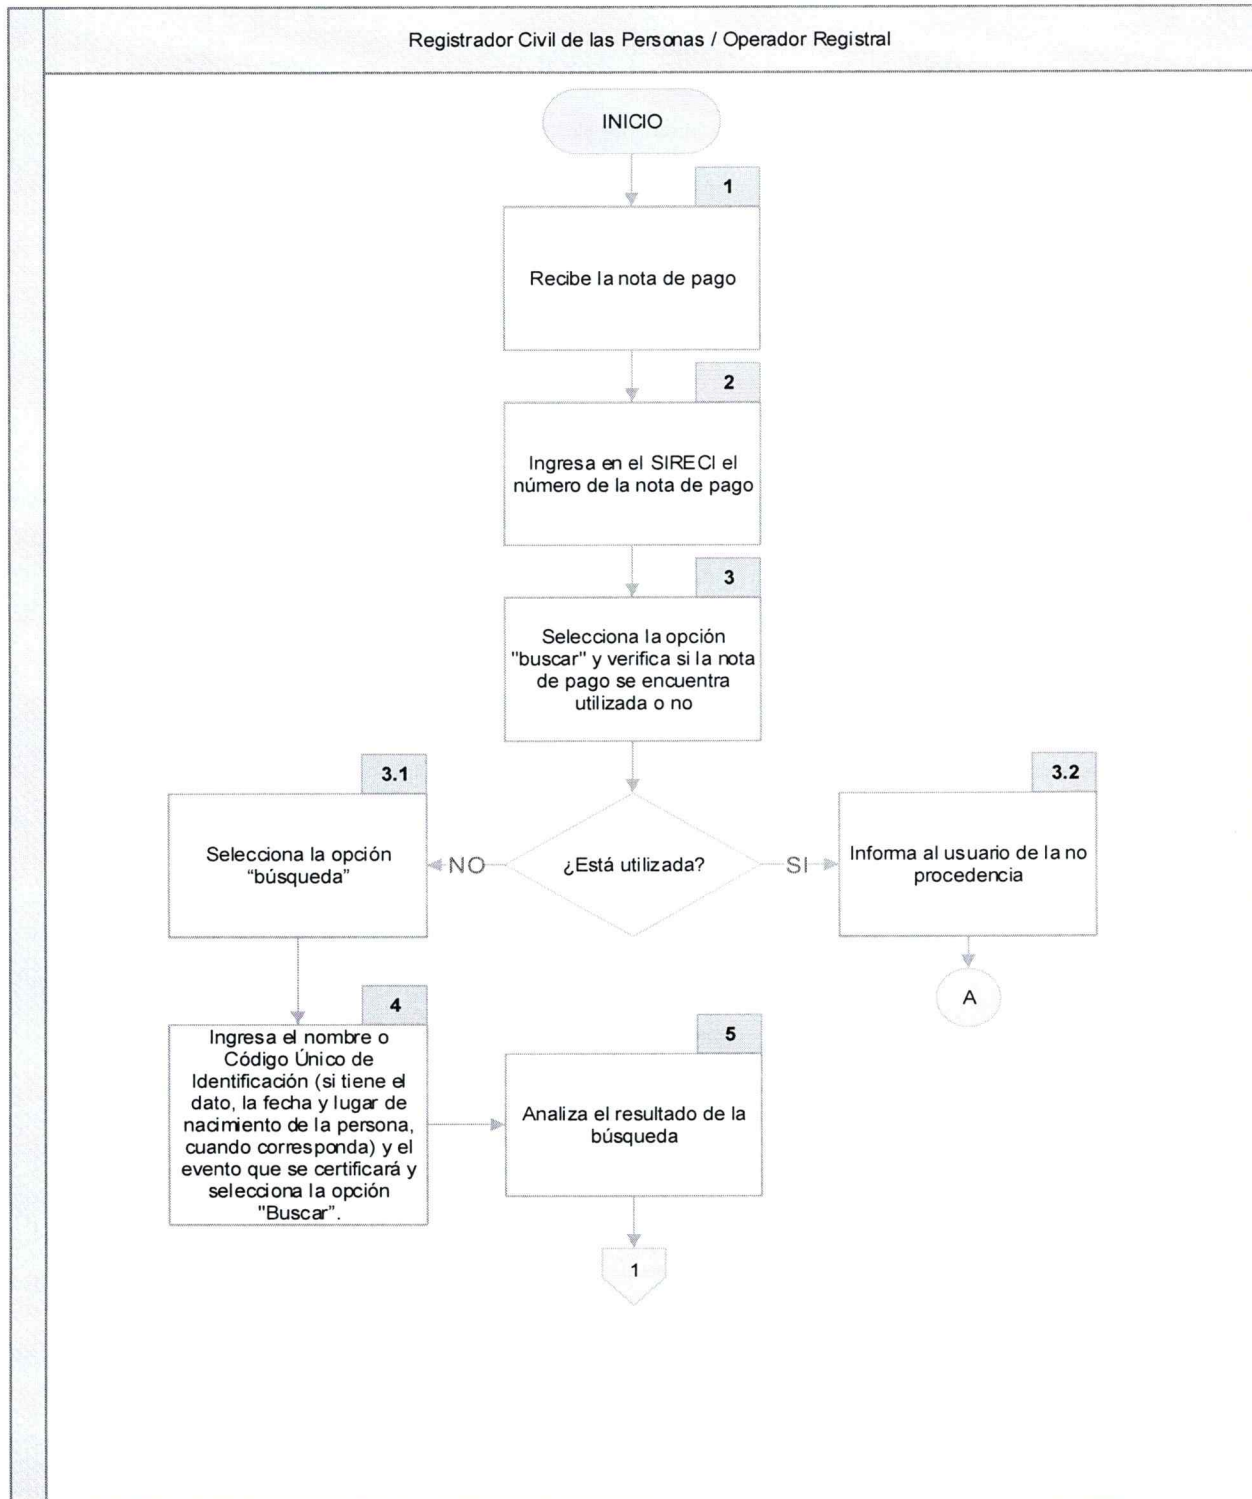 Registrador Civil de las Personas / Operador Registral
INICIO
1
Recibe la nota de pago
2
Ingresa en el SIRECI el
número de la nota de pago
3
Selecciona la opción
"buscar" y verifica si la nota
de pago se encuentra
utilizada o no
¿Está utilizada?
NO
SI
3.1
Selecciona la opción
“búsqueda”
3.2
Informa al usuario de la no
procedencia
A
4
Ingresa el nombre o
Código Único de
Identificación (si tiene el
dato, la fecha y lugar de
nacimiento de la persona,
cuando corresponda) y el
evento que se certificará y
selecciona la opción
"Buscar”.
5
Analiza el resultado de la
búsqueda
1